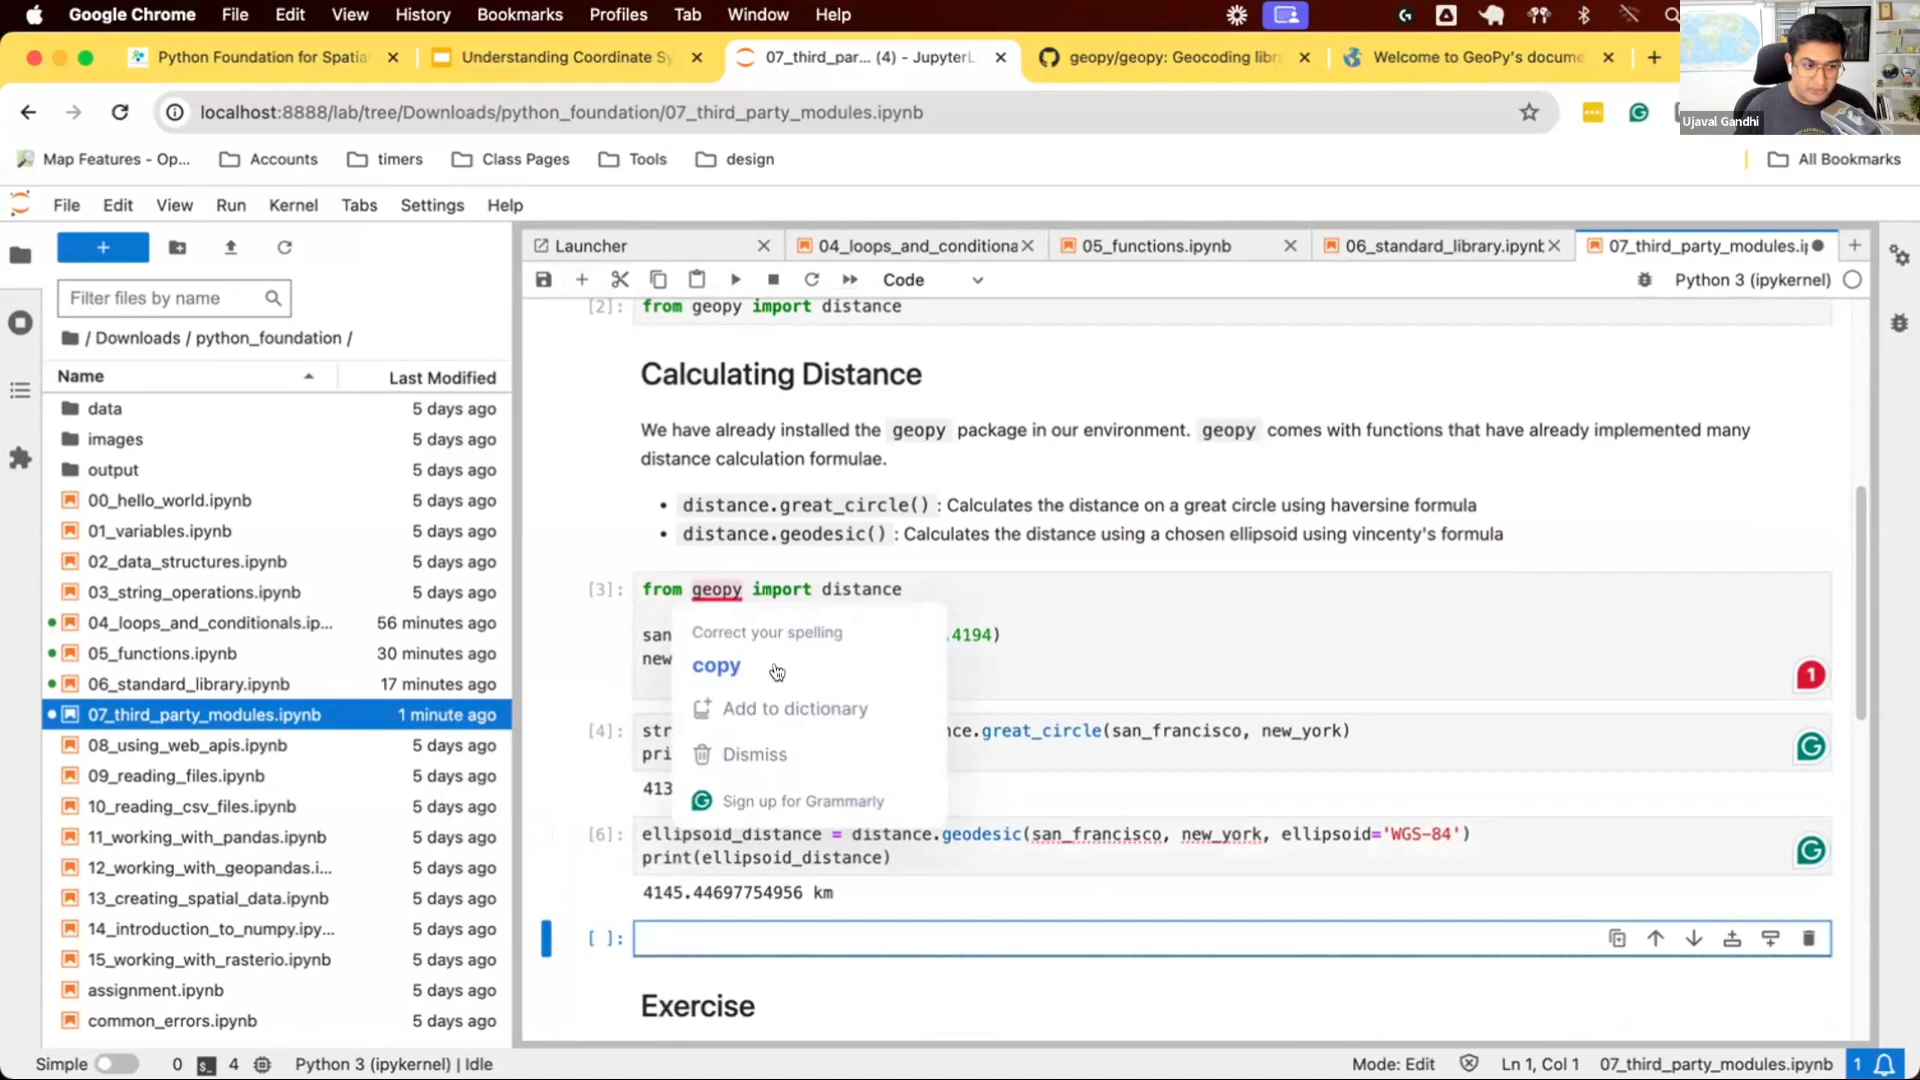 Google Chrome File Edit View History Bookmarks Profiles Tab Window Help
Python Foundation for Spatia
Understanding Coordinate Sy
07_third_par... (4) - JupyterL
geopy/geopy: Geocoding libr
Welcome to GeoPy's docume
localhost:8888/lab/tree/Downloads/python_foundation/07_third_party_modules.ipynb
Ujaval Gandhi
Map Features - Op... Accounts timers Class Pages Tools design All Bookmarks
File Edit View Run Kernel Tabs Settings Help
Filter files by name
/ Downloads / python_foundation /
Name Last Modified
data 5 days ago
images 5 days ago
output 5 days ago
00_hello_world.ipynb 5 days ago
01_variables.ipynb 5 days ago
02_data_structures.ipynb 5 days ago
03_string_operations.ipynb 5 days ago
04_loops_and_conditionals.ip... 56 minutes ago
05_functions.ipynb 30 minutes ago
06_standard_library.ipynb 17 minutes ago
07_third_party_modules.ipynb 1 minute ago
08_using_web_apis.ipynb 5 days ago
09_reading_files.ipynb 5 days ago
10_reading_csv_files.ipynb 5 days ago
11_working_with_pandas.ipynb 5 days ago
12_working_with_geopandas.i... 5 days ago
13_creating_spatial_data.ipynb 5 days ago
14_introduction_to_numpy.ipy... 5 days ago
15_working_with_rasterio.ipynb 5 days ago
assignment.ipynb 5 days ago
common_errors.ipynb 5 days ago
Launcher
04_loops_and_conditiona
05_functions.ipynb
06_standard_library.ipynb
07_third_party_modules.ip
Code
Python 3 (ipykernel)
[2]: from geopy import distance
Calculating Distance
We have already installed the geopy package in our environment. geopy comes with functions that have already implemented many
distance calculation formulae.
• distance.great_circle() : Calculates the distance on a great circle using haversine formula
• distance.geodesic() : Calculates the distance using a chosen ellipsoid using vincenty's formula
[3]: from geopy import distance
san .4194)
new
1
Correct your spelling
copy
Add to dictionary
Dismiss
Sign up for Grammarly
[4]: str nce.great_circle(san_francisco, new_york)
pri
413
[6]: ellipsoid_distance = distance.geodesic(san_francisco, new_york, ellipsoid='WGS-84')
print(ellipsoid_distance)
4145.44697754956 km
[ ]:
Exercise
Simple 0 4 Python 3 (ipykernel) | Idle Mode: Edit Ln 1, Col 1 07_third_party_modules.ipynb 1